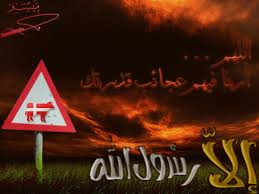 اللهم ...
أرنا فيهم عجائب قدرتك
إلا رسول الله